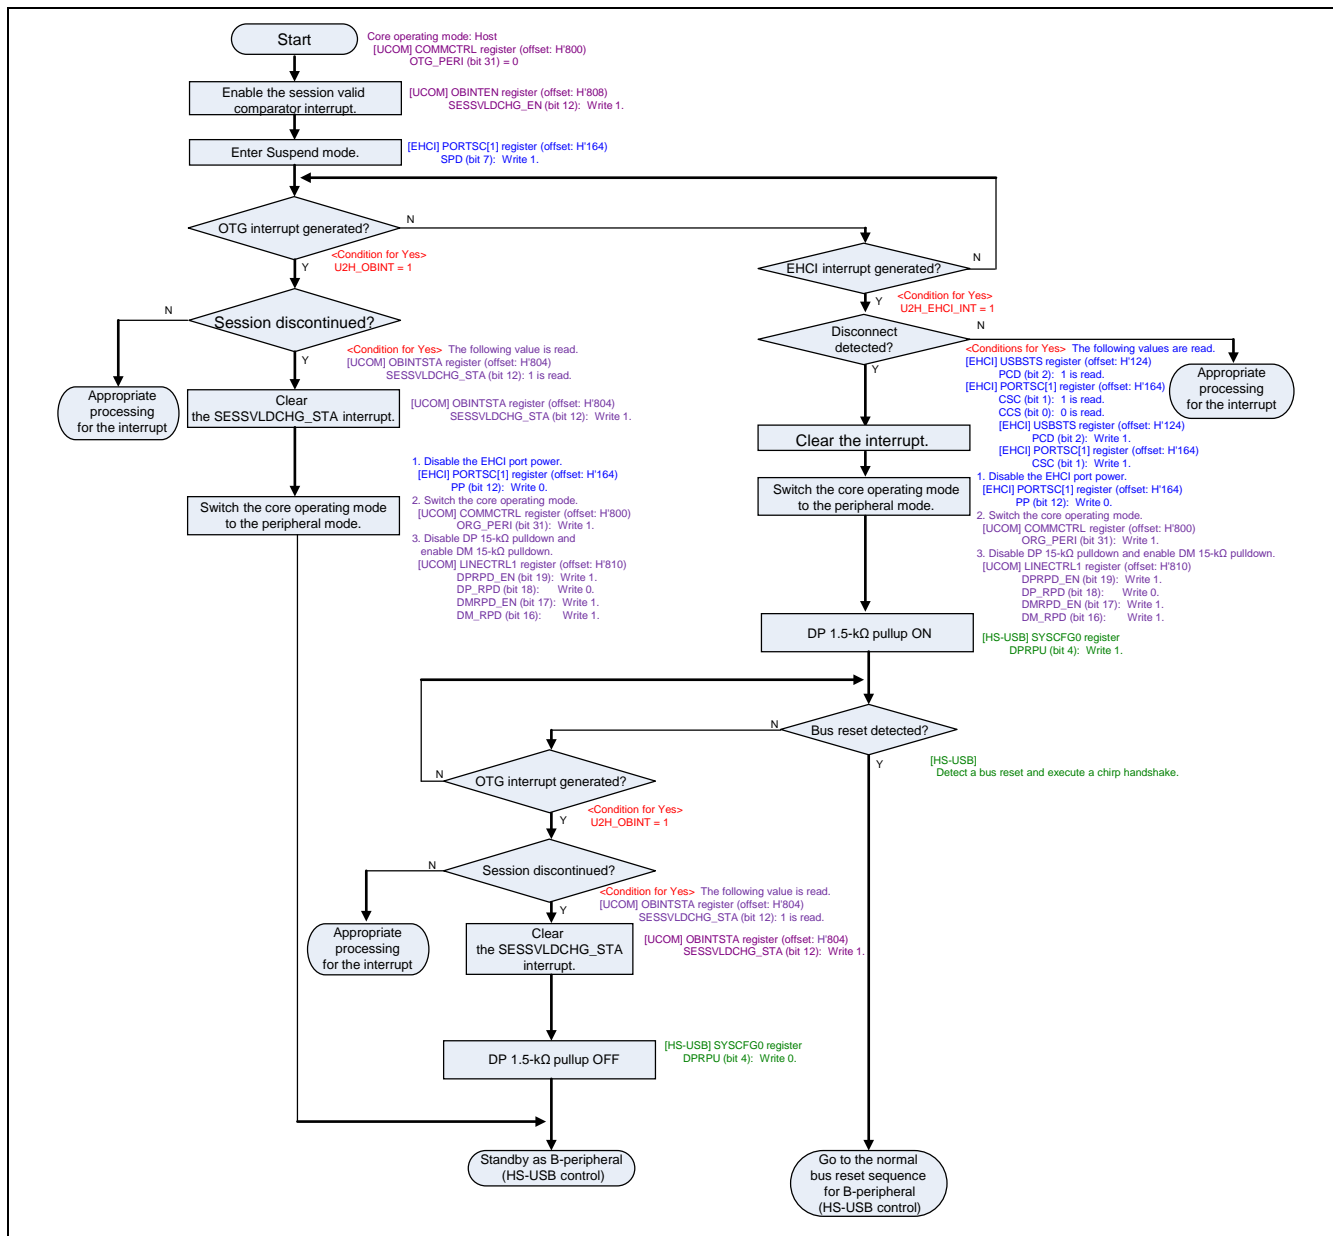 Start
Core operating mode: Host
[UCOM] COMMCTRL register (offset: H'800)
OTG_PERI (bit 31) = 0
Enable the session valid
comparator interrupt.
[UCOM] OBINTEN register (offset: H'808)
SESSVLDCHG_EN (bit 12): Write 1.
Enter Suspend mode.
[EHCI] PORTSC[1] register (offset: H'164)
SPD (bit 7): Write 1.
OTG interrupt generated?
N
<Condition for Yes>
Y
U2H_OBINT = 1
EHCI interrupt generated?
N
<Condition for Yes>
Y
U2H_EHCI_INT = 1
N
Session discontinued?
Y
<Condition for Yes> The following value is read.
[UCOM] OBINTSTA register (offset: H'804)
SESSVLDCHG_STA (bit 12): 1 is read.
Disconnect
detected?
N
Y
<Conditions for Yes> The following values are read.
[EHCI] USBSTS register (offset: H'124)
PCD (bit 2): 1 is read.
[EHCI] PORTSC[1] register (offset: H'164)
CSC (bit 1): 1 is read.
CCS (bit 0): 0 is read.
Appropriate
processing
for the interrupt
Appropriate
processing
for the interrupt
Clear
the SESSVLDCHG_STA interrupt.
[UCOM] OBINTSTA register (offset: H'804)
SESSVLDCHG_STA (bit 12): Write 1.
Clear the interrupt.
[EHCI] USBSTS register (offset: H'124)
PCD (bit 2): Write 1.
[EHCI] PORTSC[1] register (offset: H'164)
CSC (bit 1): Write 1.
Switch the core operating mode
to the peripheral mode.
1. Disable the EHCI port power.
[EHCI] PORTSC[1] register (offset: H'164)
PP (bit 12): Write 0.
2. Switch the core operating mode.
[UCOM] COMMCTRL register (offset: H'800)
ORG_PERI (bit 31): Write 1.
3. Disable DP 15-kΩ pulldown and
enable DM 15-kΩ pulldown.
[UCOM] LINECTRL1 register (offset: H'810)
DPRPD_EN (bit 19): Write 1.
DP_RPD (bit 18): Write 0.
DMRPD_EN (bit 17): Write 1.
DM_RPD (bit 16): Write 1.
Switch the core operating mode
to the peripheral mode.
1. Disable the EHCI port power.
[EHCI] PORTSC[1] register (offset: H'164)
PP (bit 12): Write 0.
2. Switch the core operating mode.
[UCOM] COMMCTRL register (offset: H'800)
ORG_PERI (bit 31): Write 1.
3. Disable DP 15-kΩ pulldown and enable DM 15-kΩ pulldown.
[UCOM] LINECTRL1 register (offset: H'810)
DPRPD_EN (bit 19): Write 1.
DP_RPD (bit 18): Write 0.
DMRPD_EN (bit 17): Write 1.
DM_RPD (bit 16): Write 1.
DP 1.5-kΩ pullup ON
[HS-USB] SYSCFG0 register
DPRPU (bit 4): Write 1.
Bus reset detected?
N
Y
[HS-USB]
Detect a bus reset and execute a chirp handshake.
OTG interrupt generated?
N
<Condition for Yes>
Y
U2H_OBINT = 1
Session discontinued?
N
Y
<Condition for Yes> The following value is read.
[UCOM] OBINTSTA register (offset: H'804)
SESSVLDCHG_STA (bit 12): 1 is read.
Appropriate
processing
for the interrupt
Clear
the SESSVLDCHG_STA
interrupt.
[UCOM] OBINTSTA register (offset: H'804)
SESSVLDCHG_STA (bit 12): Write 1.
DP 1.5-kΩ pullup OFF
[HS-USB] SYSCFG0 register
DPRPU (bit 4): Write 0.
Standby as B-peripheral
(HS-USB control)
Go to the normal
bus reset sequence
for B-peripheral
(HS-USB control)